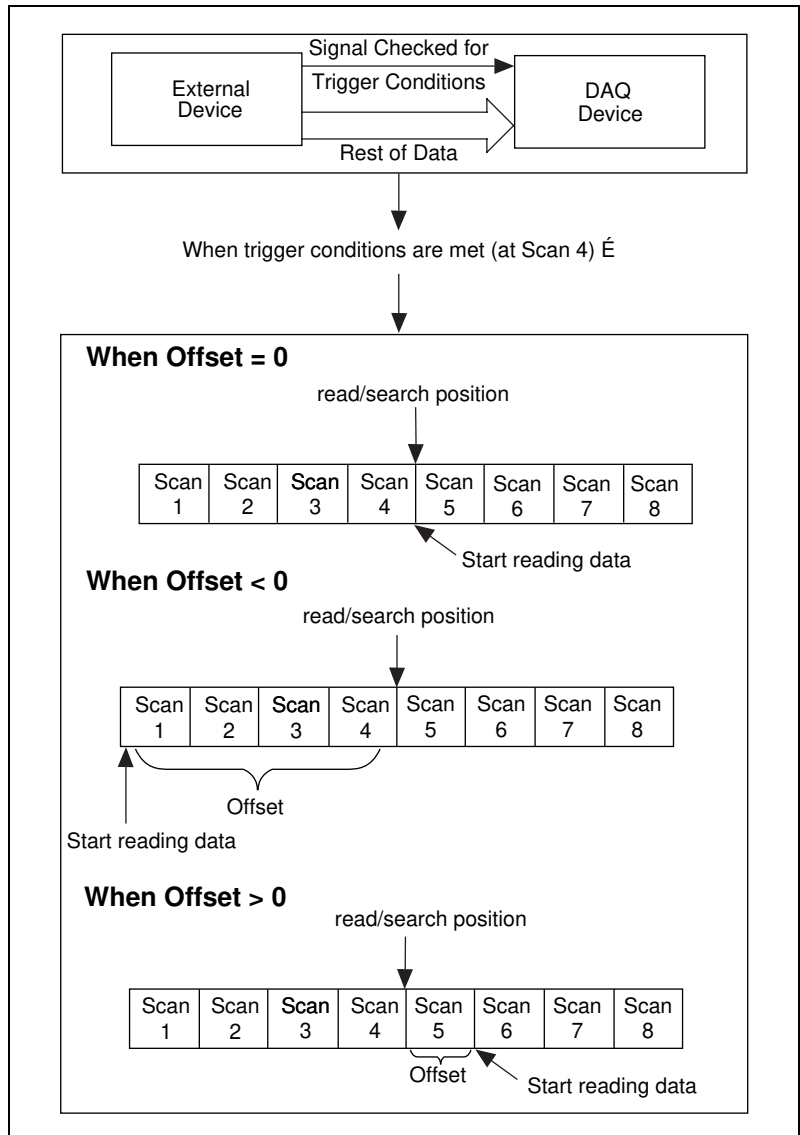 Signal Checked for
Trigger Conditions
External
Device
DAQ
Device
Rest of Data
When trigger conditions are met (at Scan 4) É
When Offset = 0
read/search position
Scan Scan Scan Scan Scan Scan Scan Scan
1 2 3 4 5 6 7 8
Start reading data
When Offset < 0
read/search position
Scan Scan Scan Scan Scan Scan Scan Scan
1 2 3 4 5 6 7 8
Offset
Start reading data
When Offset > 0
read/search position
Scan Scan Scan Scan Scan Scan Scan Scan
1 2 3 4 5 6 7 8
Offset
Start reading data